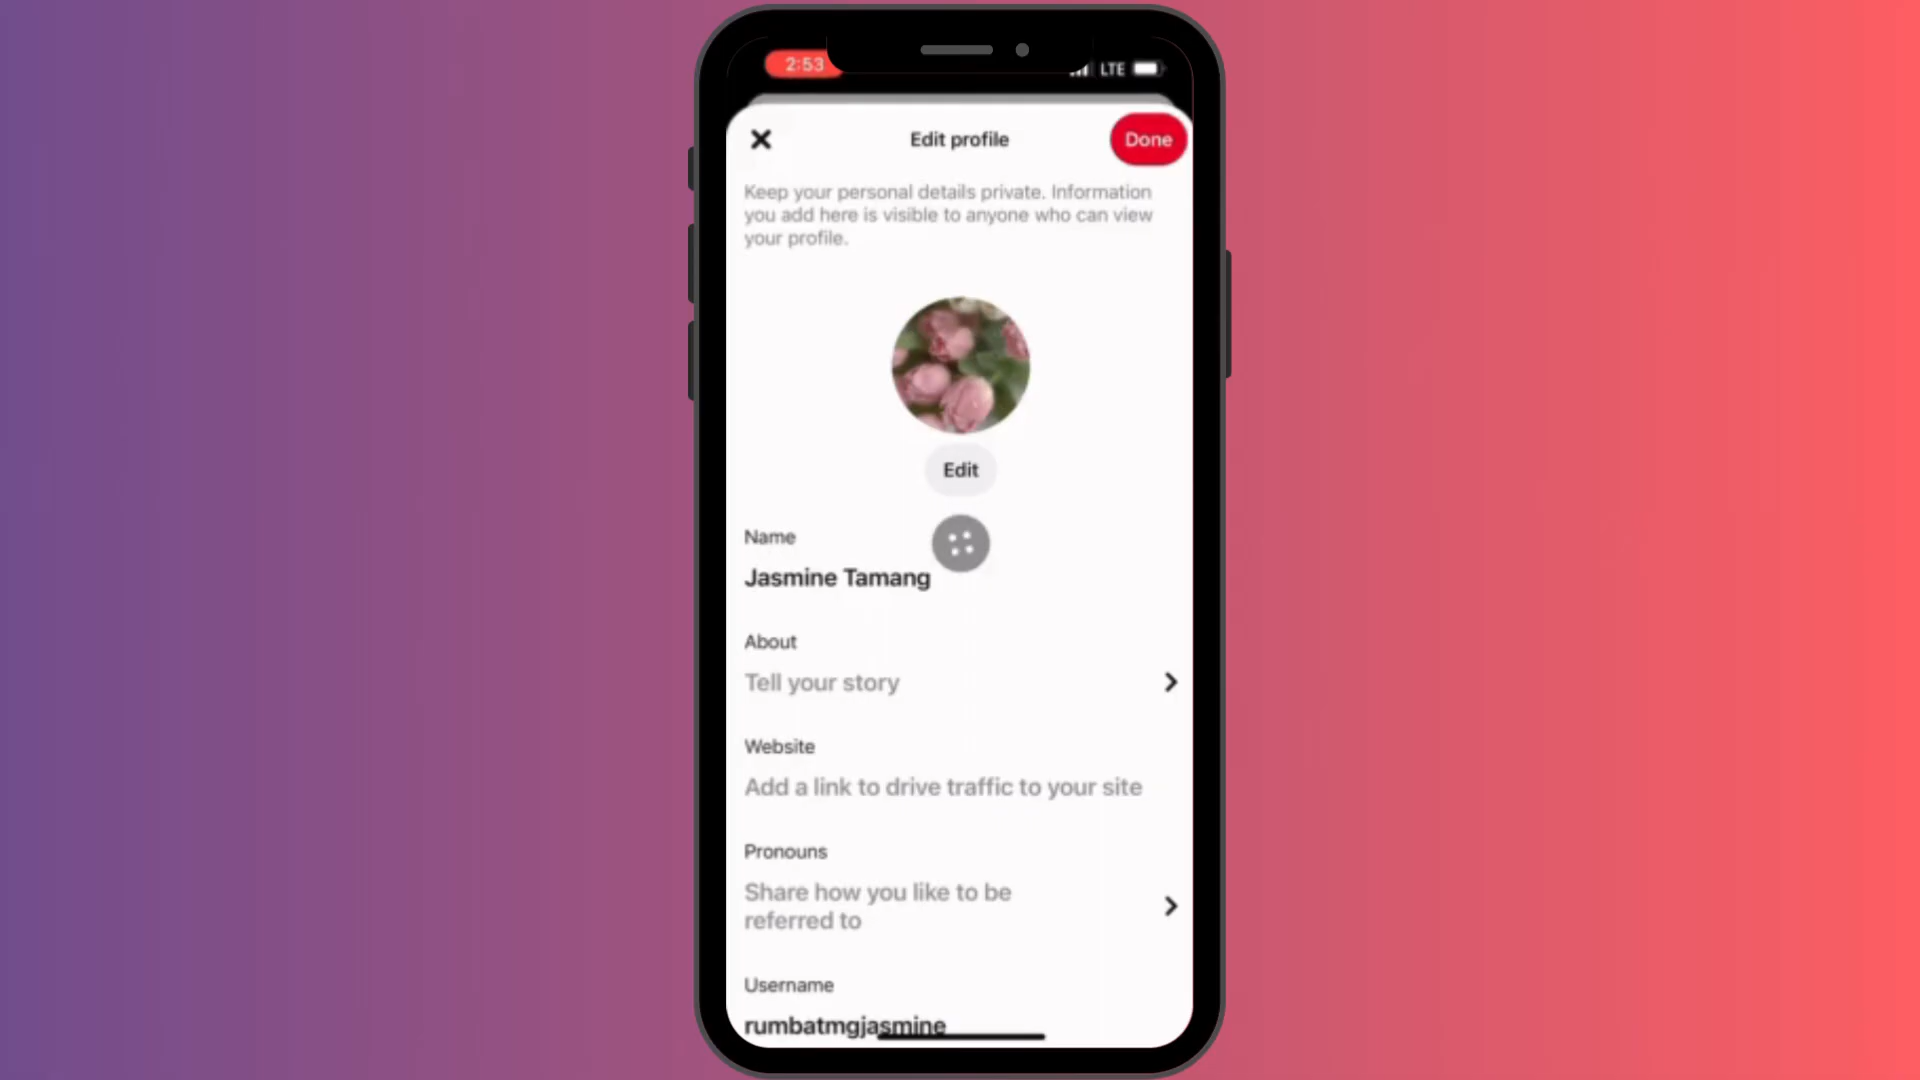 2:53
LTE
Edit profile
Done
Keep your personal details private. Information
you add here is visible to anyone who can view
your profile.
Edit
Name
Jasmine Tamang
About
Tell your story
Website
Add a link to drive traffic to your site
Pronouns
Share how you like to be
referred to
Username
rumbatmgjasmine